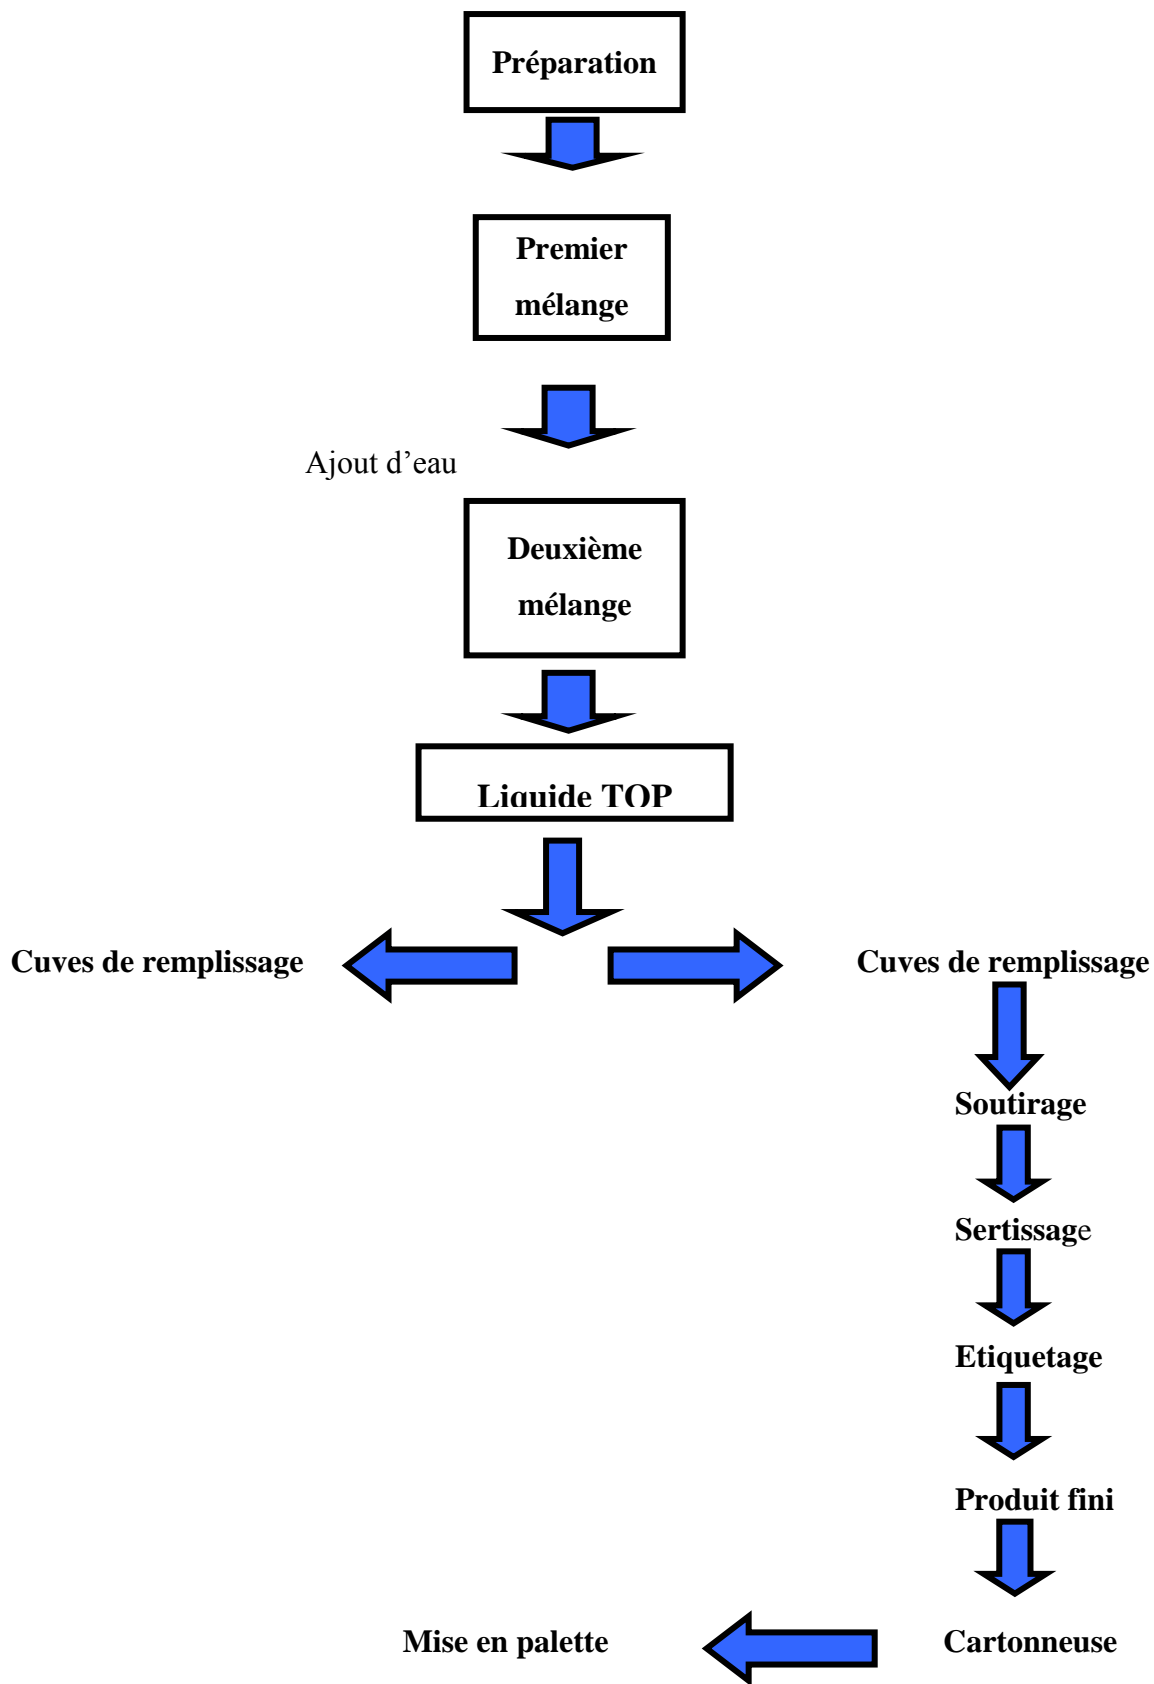 Préparation
Premier
mélange
Ajout d’eau
Deuxième
mélange
Liquide TOP
Cuves de remplissage
Cuves de remplissage
Soutirage
Sertissage
Etiquetage
Produit fini
Mise en palette
Cartonneuse